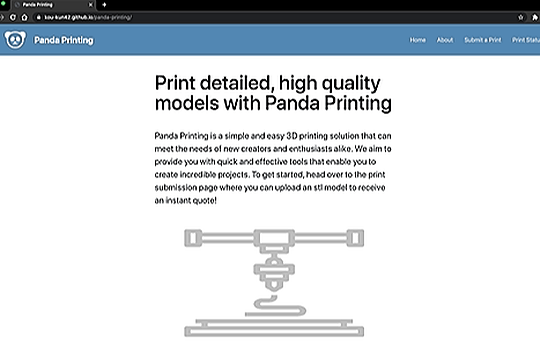 Panda Printing
kou-kun42.github.io/panda-printing/
Panda Printing
Home About Submit a Print Print Statu
Print detailed, high quality
models with Panda Printing
Panda Printing is a simple and easy 3D printing solution that can
meet the needs of new creators and enthusiasts alike. We aim to
provide you with quick and effective tools that enable you to
create incredible projects. To get started, head over to the print
submission page where you can upload an stl model to receive
an instant quote!